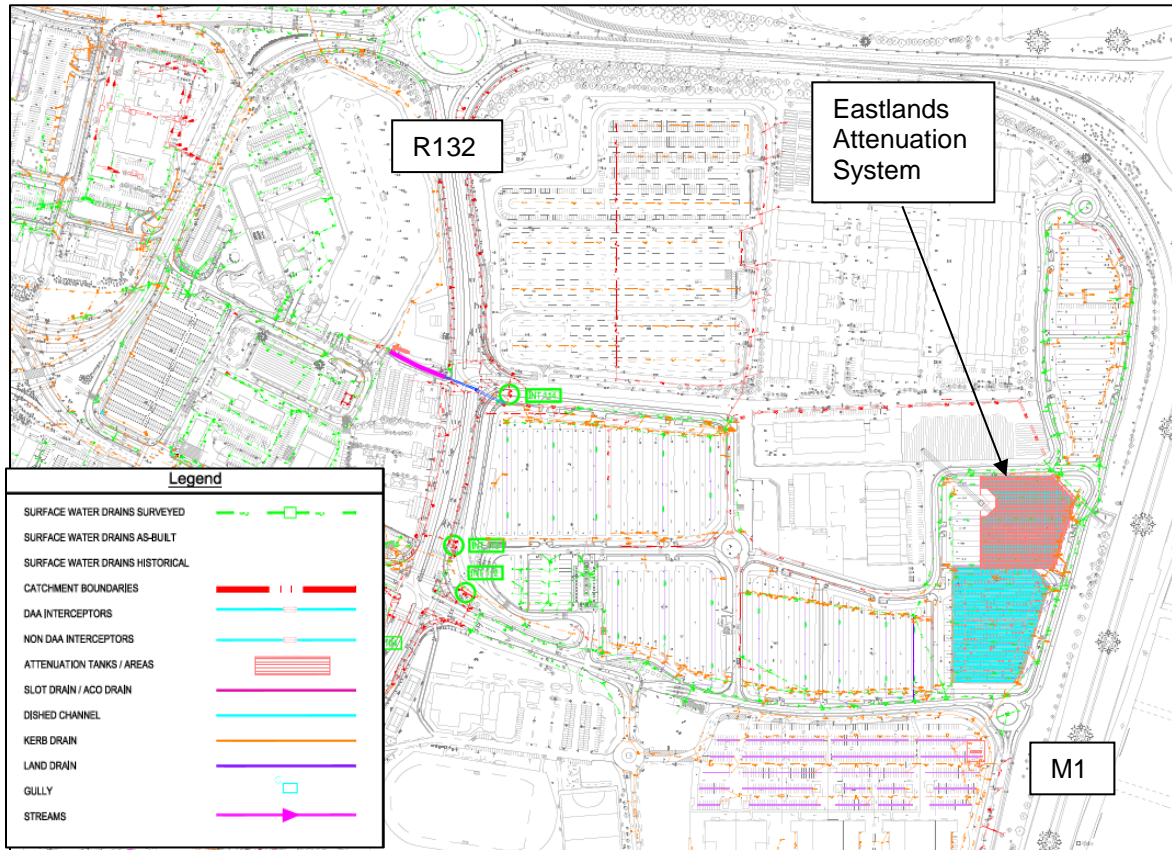 R132
Eastlands
Attenuation
System
Legend
SURFACE WATER DRAINS SURVEYED
SURFACE WATER DRAINS AS-BUILT
SURFACE WATER DRAINS HISTORICAL
CATCHMENT BOUNDARIES
DAA INTERCEPTORS
NON DAA INTERCEPTORS
ATTENUATION TANKS / AREAS
SLOT DRAIN / ACO DRAIN
DISHED CHANNEL
KERB DRAIN
LAND DRAIN
GULLY
STREAMS
M1